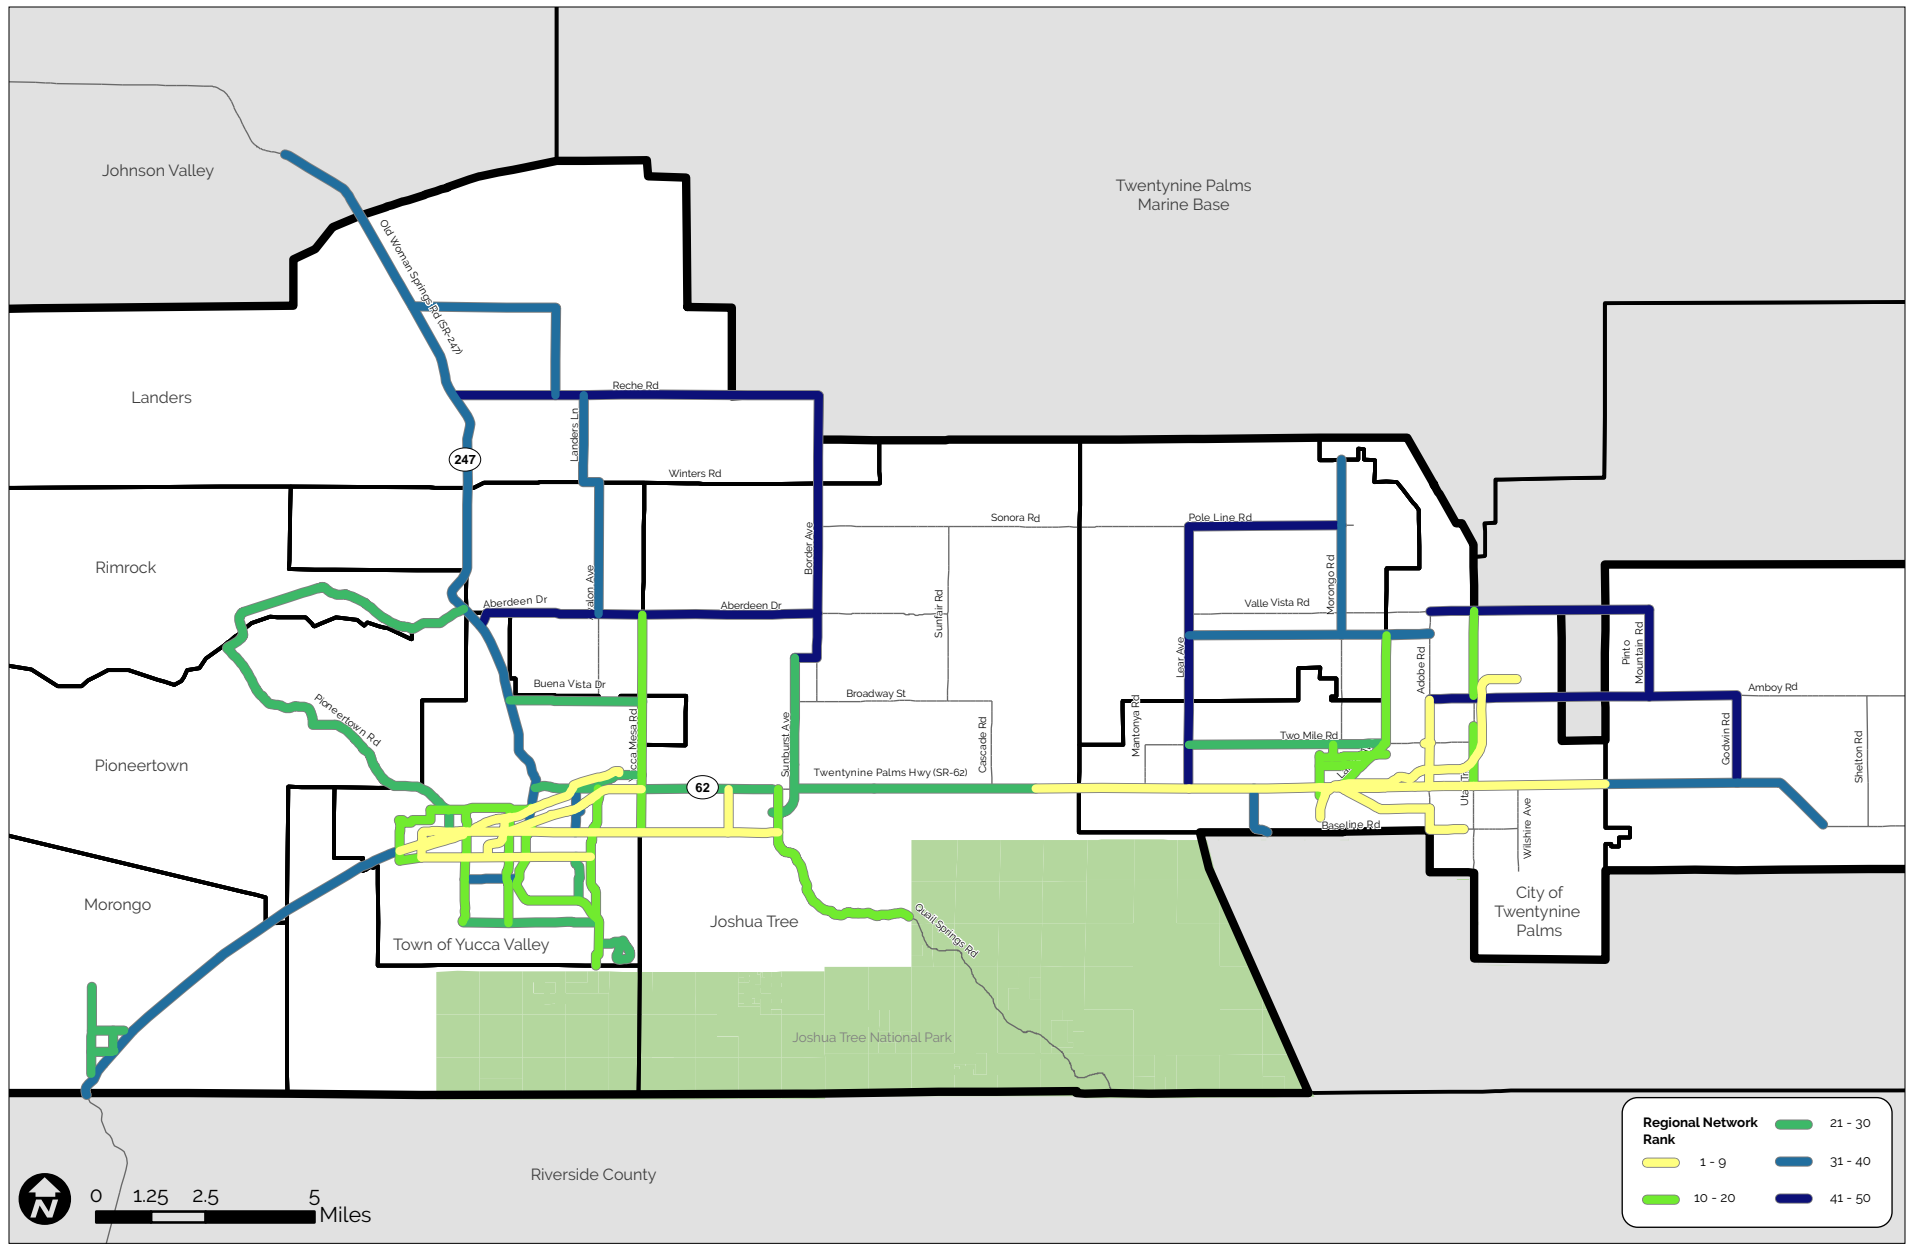 Johnson Valley
Twentynine Palms
Marine Base
Old Woman Springs Rd (SR-247)
Landers
Reche Rd
Landers Ln
247
Winters Rd
Sonora Rd
Pole Line Rd
Border Ave
Rimrock
Avalon Ave
Morongo Rd
Aberdeen Dr
Aberdeen Dr
Sunfair Rd
Valle Vista Rd
Lear Ave
Adobe Rd
Pinto
Mountain Rd
Buena Vista Dr
Broadway St
Amboy Rd
Pioneertown Rd
Yucca Mesa Rd
Sunburst Ave
Cascade Rd
Mantonya Rd
Two Mile Rd
Godwin Rd
Shelton Rd
Pioneertown
Twentynine Palms Hwy (SR-62)
62
Baseline Rd
Wilshire Ave
Morongo
Town of Yucca Valley
Joshua Tree
Quail Springs Rd
City of
Twentynine
Palms
Joshua Tree National Park
Riverside County
N
0 1.25 2.5 5
Miles
Regional Network
Rank
1 - 9
10 - 20
21 - 30
31 - 40
41 - 50